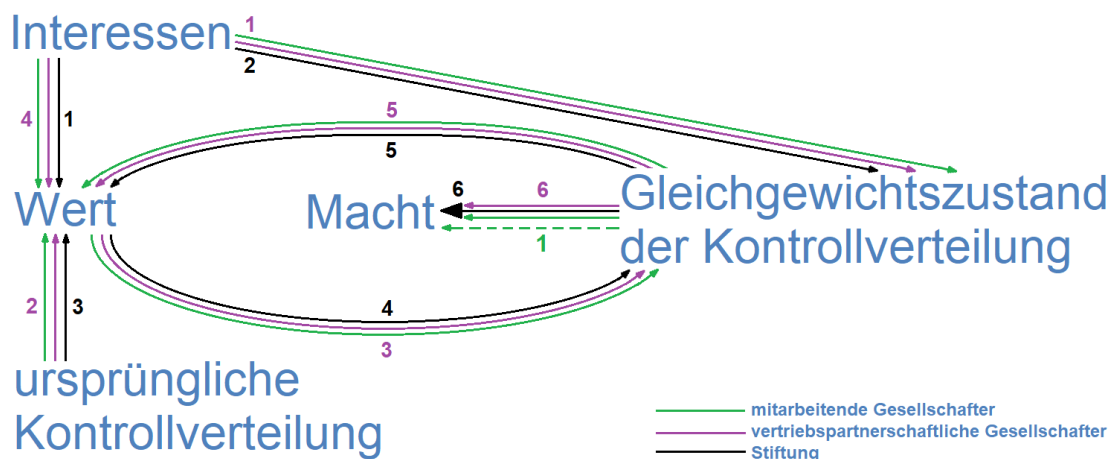 Interessen
1
2
4
1
5
5
Wert
Macht
6
6
1
Gleichgewichtszustand
der Kontrollverteilung
2
3
4
3
ursprüngliche
Kontrollverteilung
mitarbeitende Gesellschafter
vertriebspartnerschaftliche Gesellschafter
Stiftung